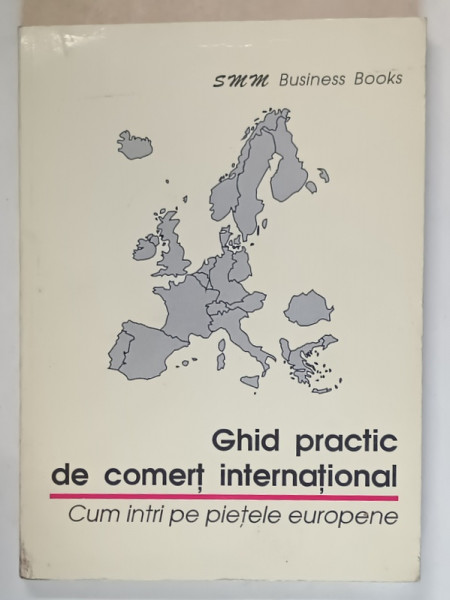 SMM Business Books
Ghid practic
de comerț internațional
Cum intri pe piețele europene